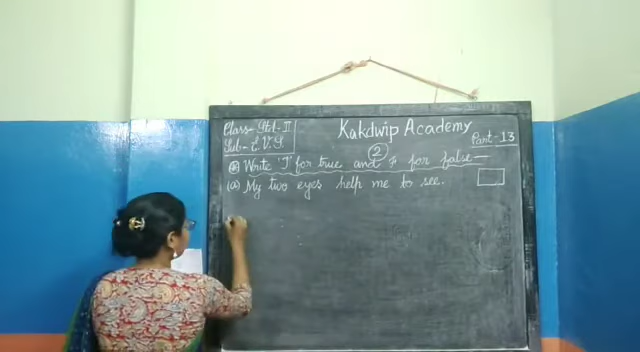 Class- Std-II
Sub- E.V.S
Kakdwip Academy
Part-13
(2)
Write 'T' for true and F for false—
(a) My two eyes help me to see.